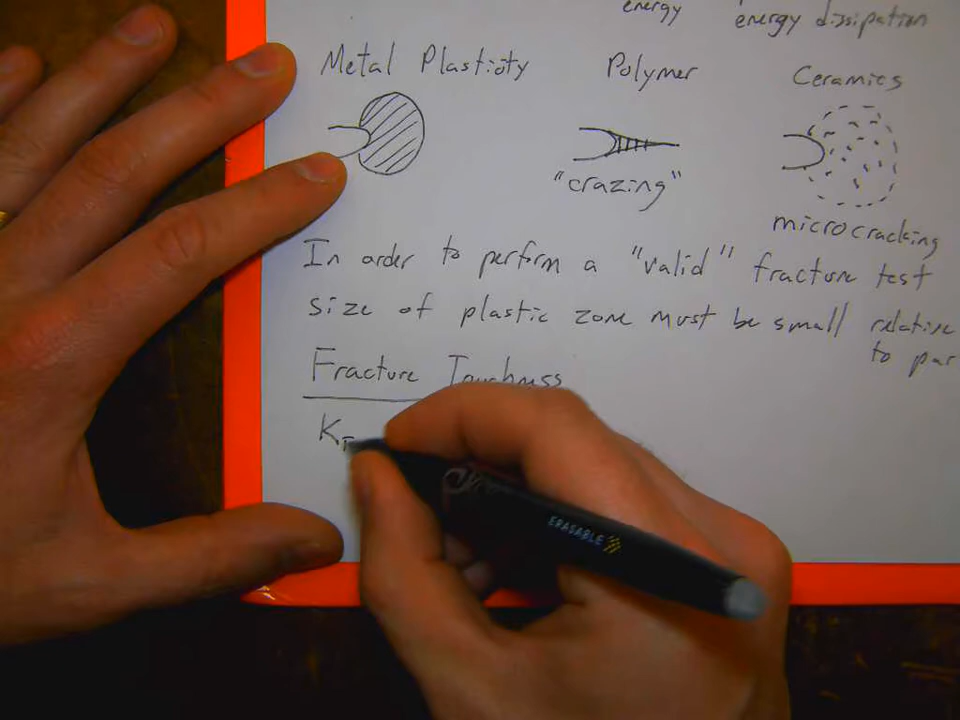 energy energy dissipation
Metal Plasticity Polymer Ceramics
"crazing"
microcracking
In order to perform a "valid" fracture test
size of plastic zone must be small relative
to par
Fracture Toughness
K_I
ERASABLE